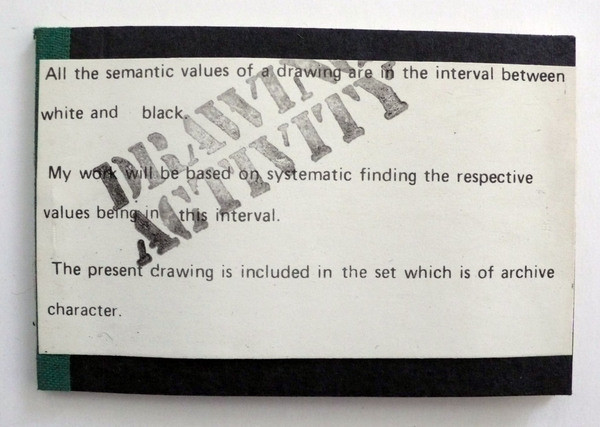 All the semantic values of a drawing are in the interval between
white and black.
My work will be based on systematic finding the respective
values being in this interval.
The present drawing is included in the set which is of archive
character.
DRAWING
ACTIVITY